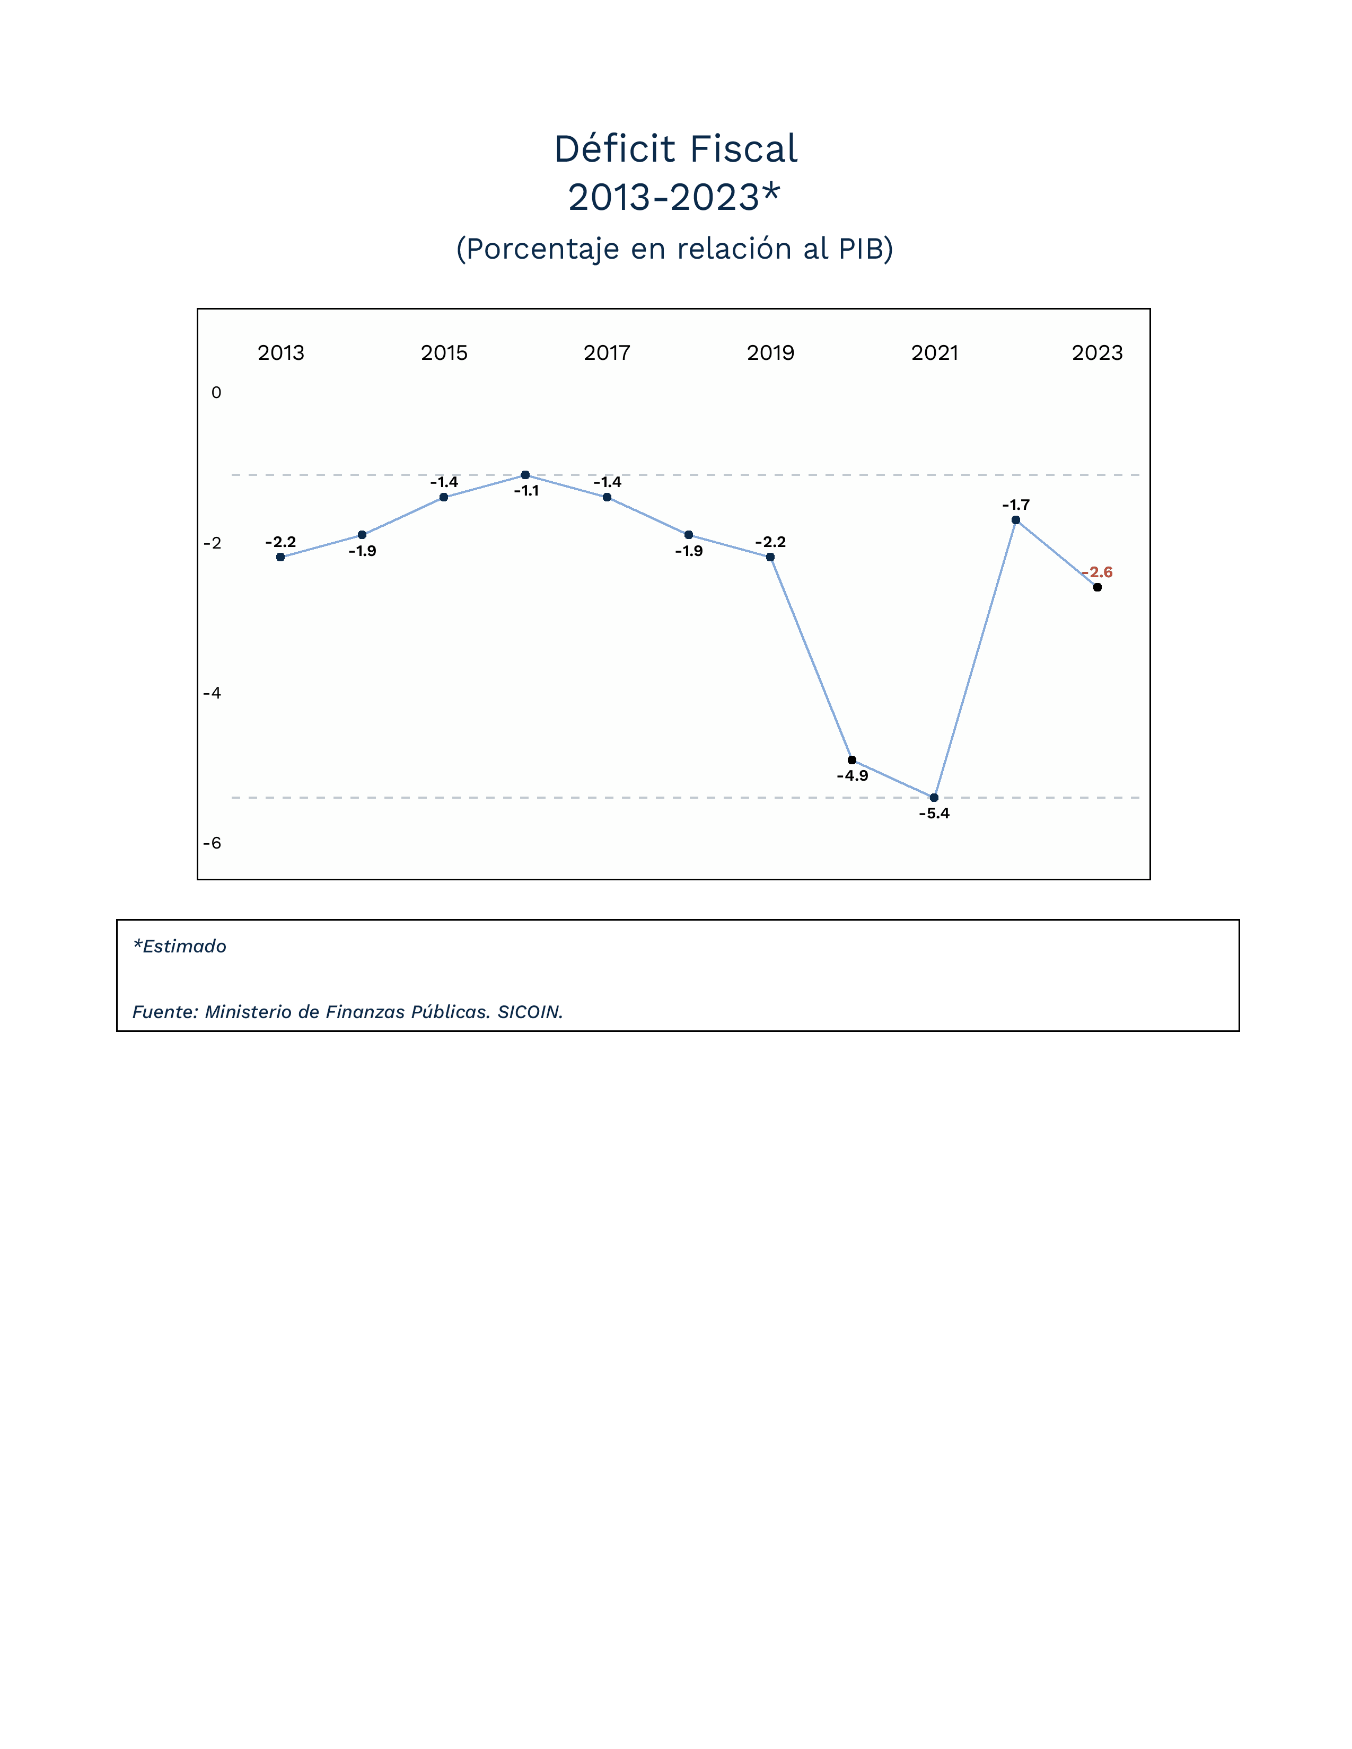 Déficit Fiscal
2013-2023*
(Porcentaje en relación al PIB)
2013 2015 2017 2019 2021 2023
0
-1.4 -1.1 -1.4
-1.7
-2 -2.2 -1.9 -1.9 -2.2
-2.6
-4
-4.9
-5.4
-6
*Estimado
Fuente: Ministerio de Finanzas Públicas. SICOIN.